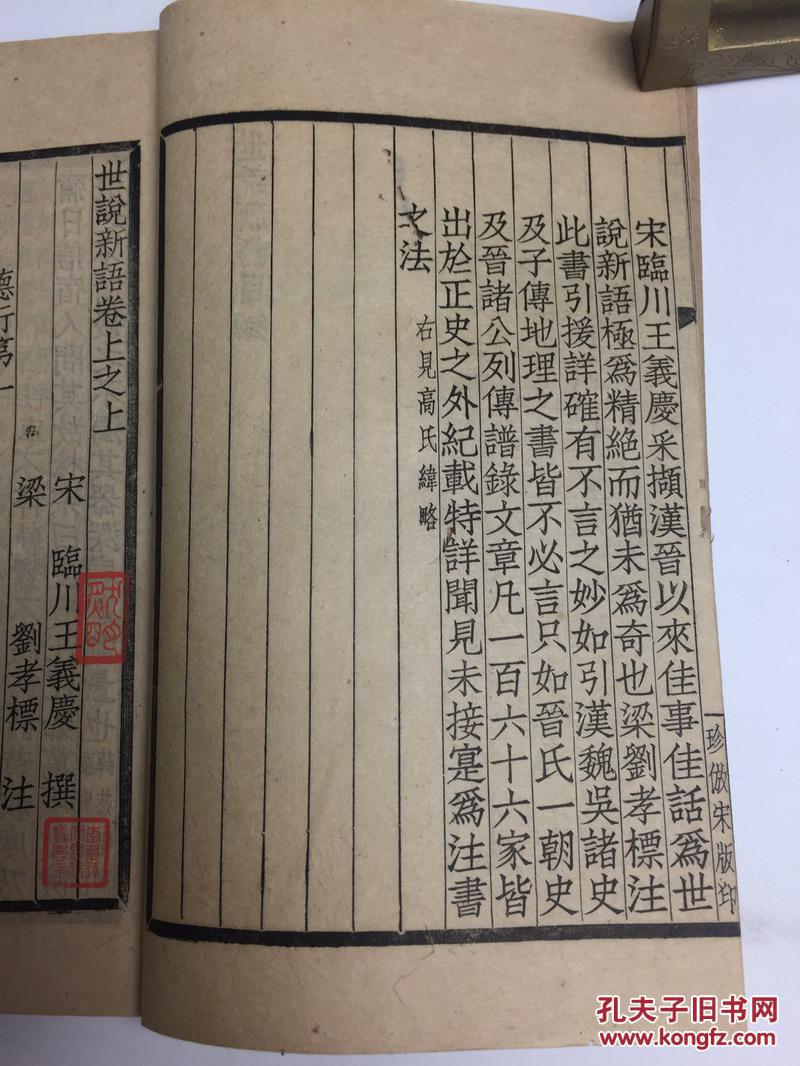 珍倣宋版印
宋臨川王義慶采擷漢晉以來佳事佳話爲世
說新語極爲精絕而猶未爲奇也梁劉孝標注
此書引援詳確有不言之妙如引漢魏吳諸史
及子傳地理之書皆不必言只如晉氏一朝史
及晉諸公列傳譜錄文章凡一百六十六家皆
出於正史之外紀載特詳聞見未接寔爲注書
之法
右見高氏緯略
世說新語卷上之上
宋 臨川王義慶 撰
梁 劉孝標 注
德行第一
孔夫子旧书网
www.kongfz.com